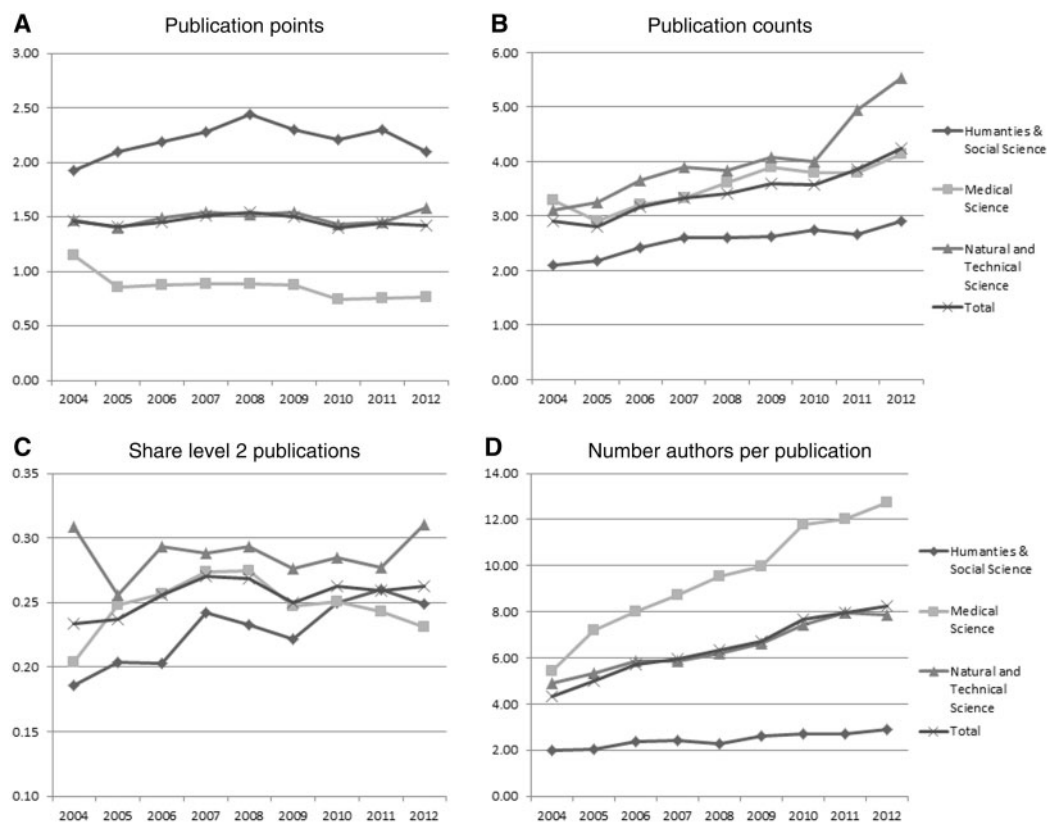 A
Publication points
3.00
2.50
2.00
1.50
1.00
0.50
0.00
2004 2005 2006 2007 2008 2009 2010 2011 2012
B
Publication counts
6.00
5.00
4.00
3.00
2.00
1.00
0.00
2004 2005 2006 2007 2008 2009 2010 2011 2012
Humanties &
Social Science
Medical
Science
Natural and
Technical
Science
Total
C
Share level 2 publications
0.35
0.30
0.25
0.20
0.15
0.10
2004 2005 2006 2007 2008 2009 2010 2011 2012
D
Number authors per publication
14.00
12.00
10.00
8.00
6.00
4.00
2.00
0.00
2004 2005 2006 2007 2008 2009 2010 2011 2012
Humanties &
Social Science
Medical
Science
Natural and
Technical
Science
Total